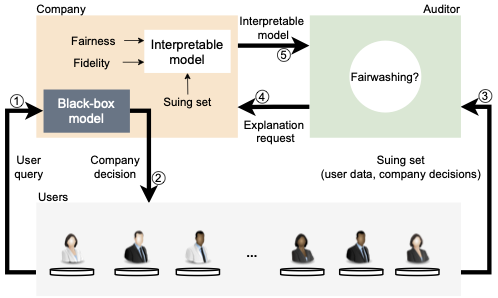 Company
Auditor
Fairness
Fidelity
Interpretable
model
Suing set
Interpretable
model
⑤
Fairwashing?
①
Black-box
model
④
Explanation
request
③
User
query
Company
decision
②
Suing set
(user data, company decisions)
Users
...